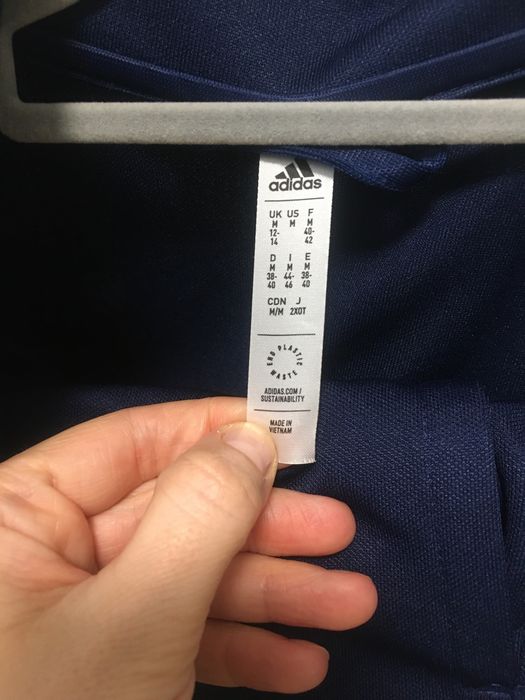 adidas
UK US F
M M M
12- 40-
14 42
D I E
M M M
38- 44- 38-
40 46 40
CDN J
M/M 2XOT
END PLASTIC
WASTE
ADIDAS.COM/
SUSTAINABILITY
MADE IN
VIETNAM